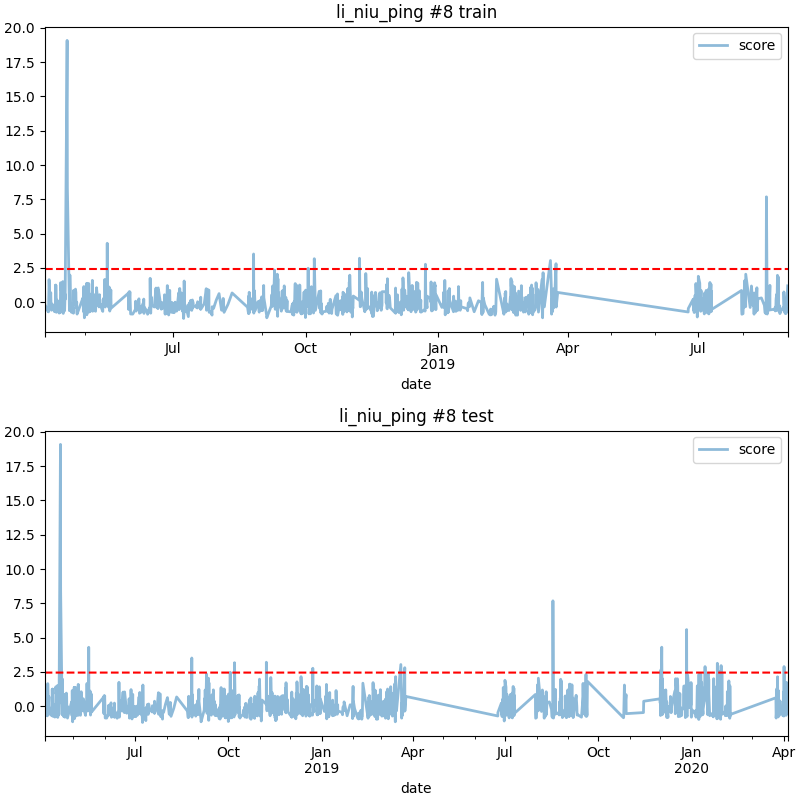 li_niu_ping #8 train
score
20.0
17.5
15.0
12.5
10.0
7.5
5.0
2.5
0.0
Jul Oct Jan Apr Jul
2019
date
li_niu_ping #8 test
score
20.0
17.5
15.0
12.5
10.0
7.5
5.0
2.5
0.0
Jul Oct Jan Apr Jul Oct Jan Apr
2019 2020
date